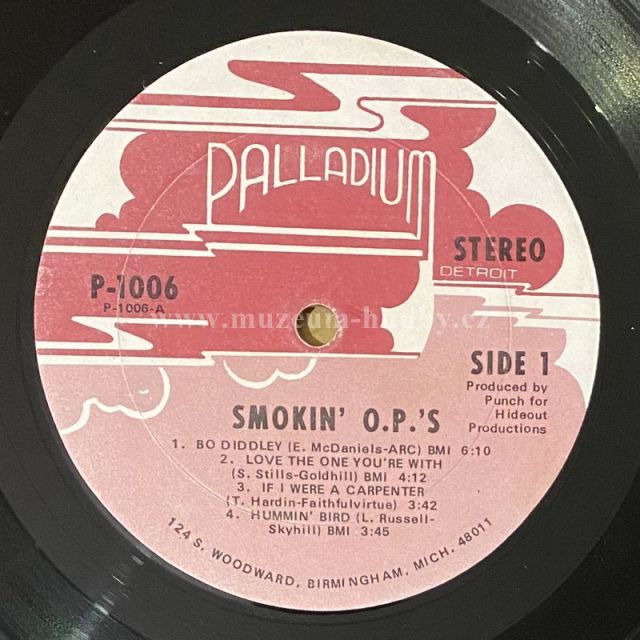 PALLADIUM
STEREO
DETROIT
P-1006
P-1006-A
www.muzeum-hudby.cz
SIDE 1
Produced by
Punch for
Hideout
Productions
SMOKIN' O.P.'S
1. BO DIDDLEY (E. McDANIELS-ARC) BMI 6:10
2. LOVE THE ONE YOU'RE WITH
(S. Stills-Goldhill) BMI 4:12
3. IF I WERE A CARPENTER
(T. Hardin-Faithfulvirtue) 3:42
4. HUMMIN' BIRD (L. Russell-
Skyhill) BMI 3:45
124 S. WOODWARD, BIRMINGHAM, MICH. 48011